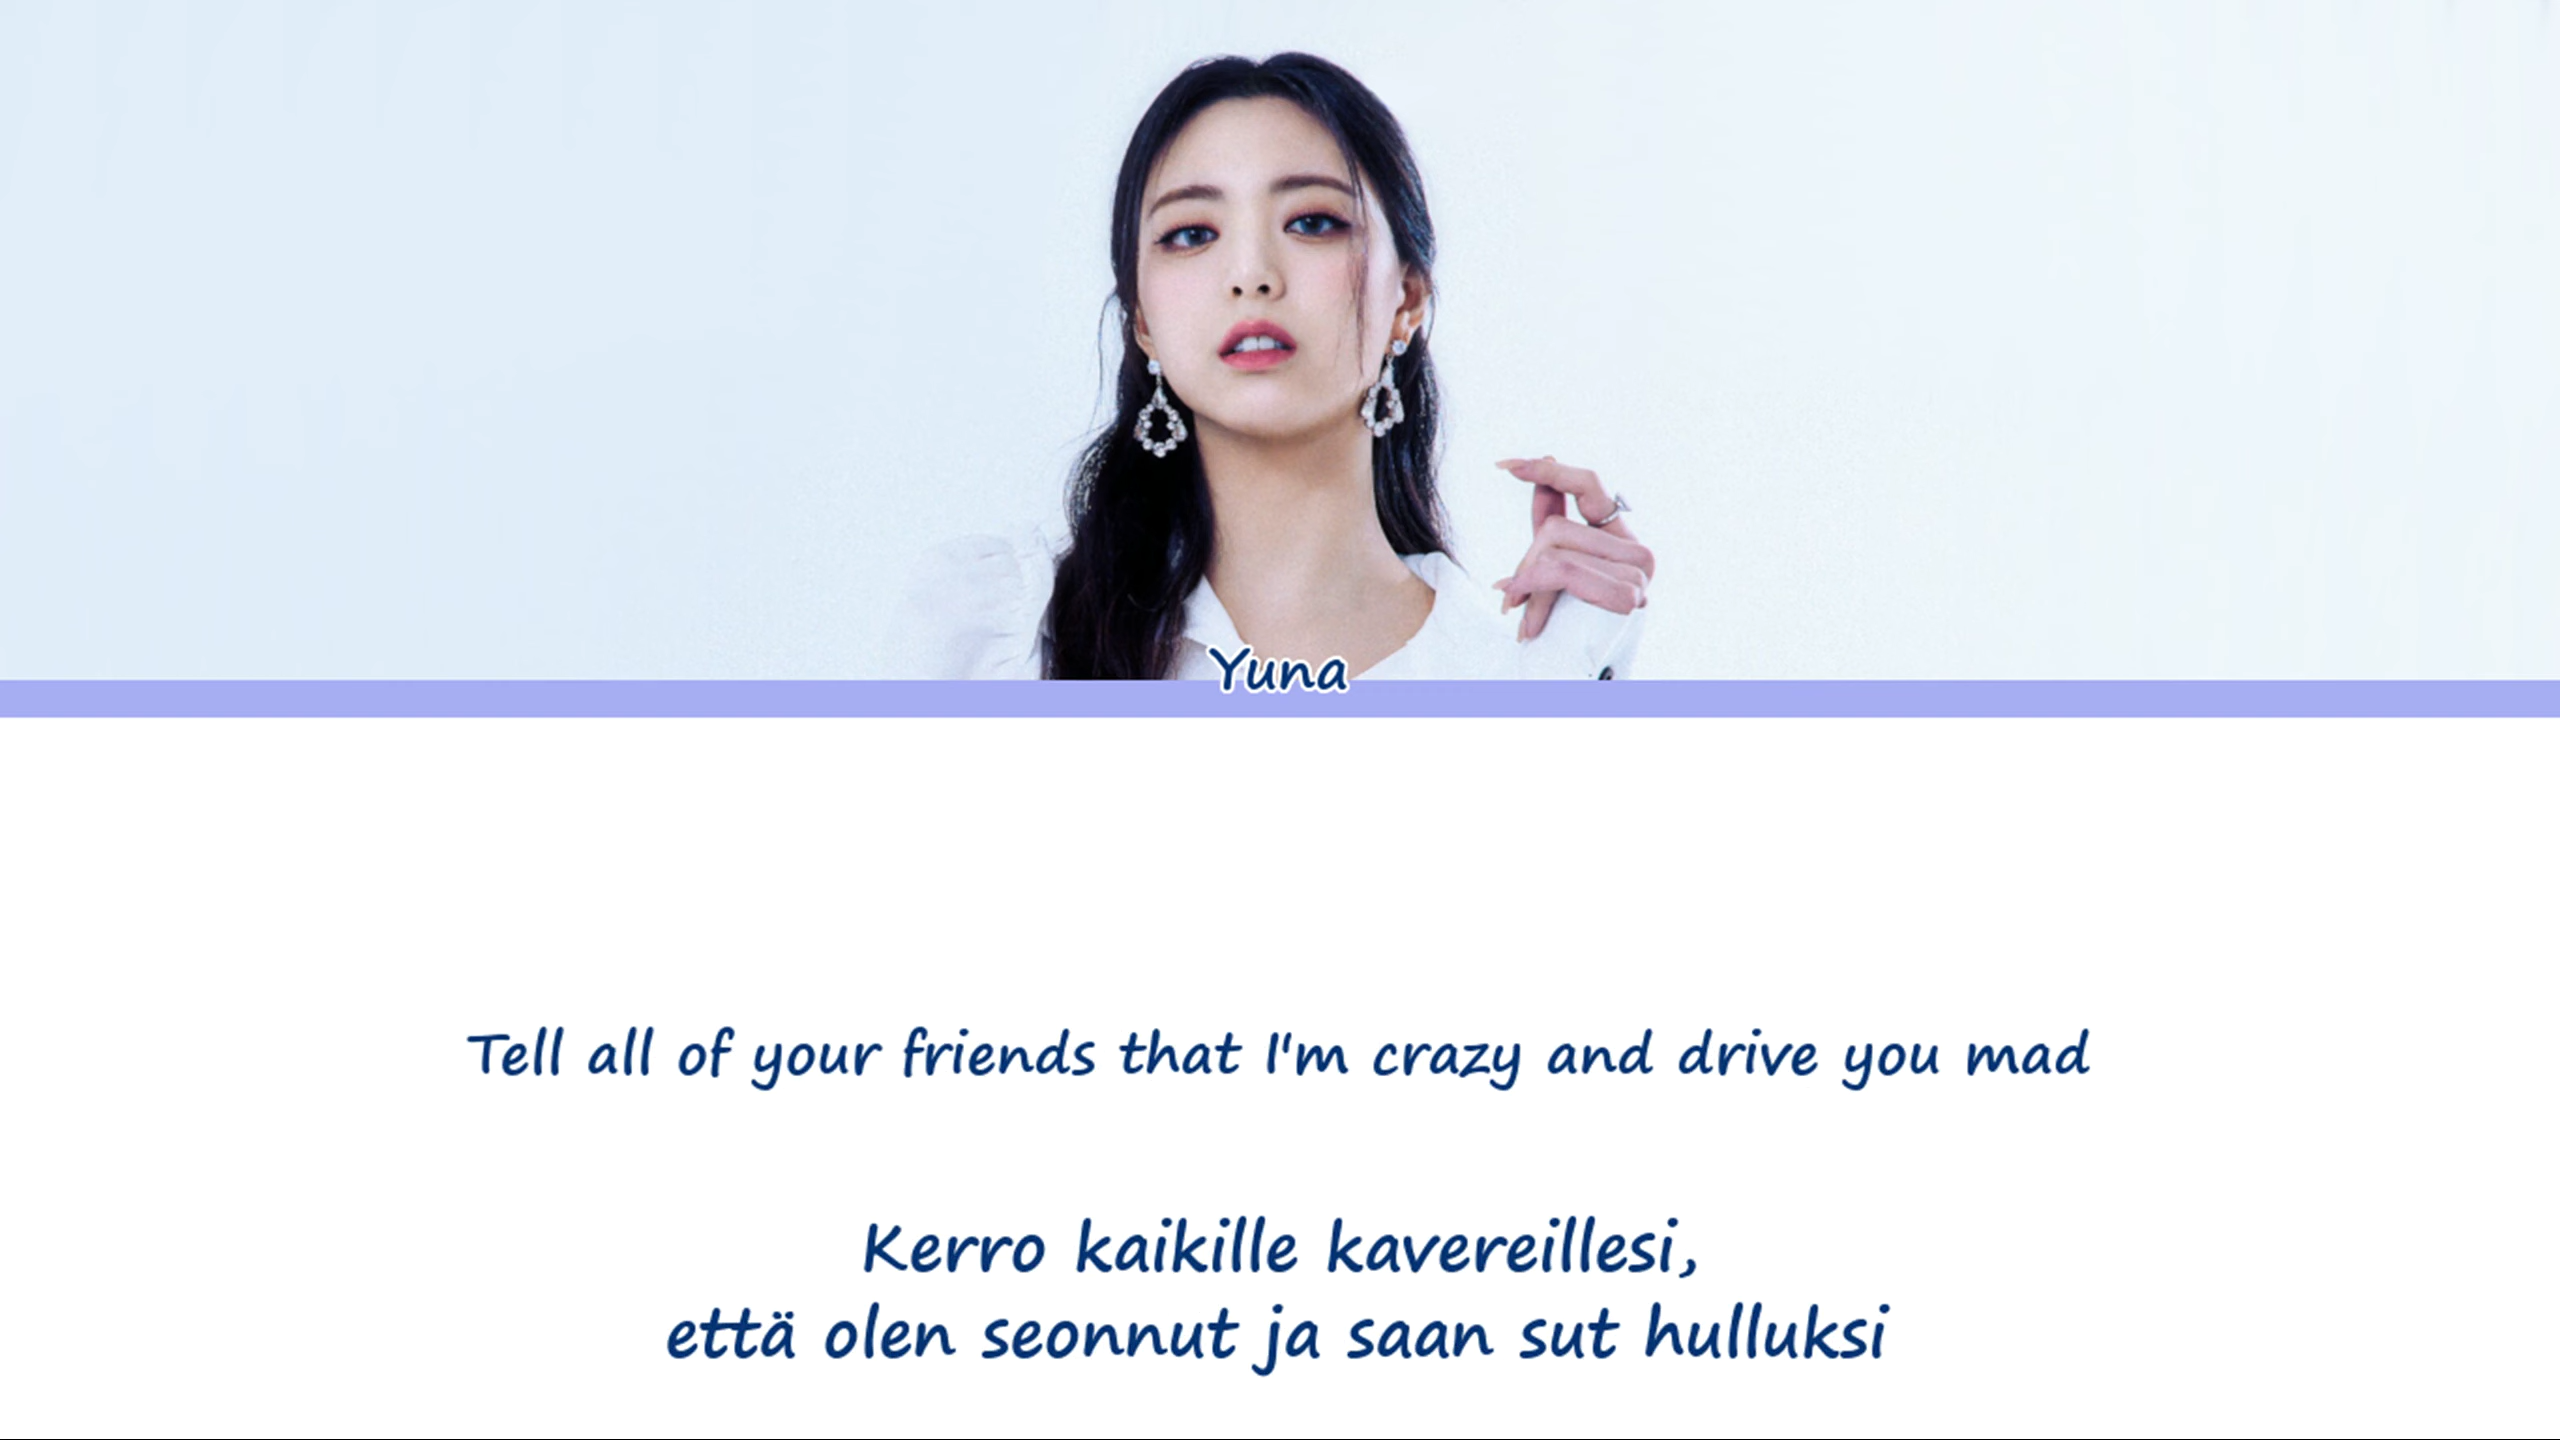 Yuna
Tell all of your friends that I'm crazy and drive you mad
Kerro kaikille kavereillesi,
että olen seonnut ja saan sut hulluksi